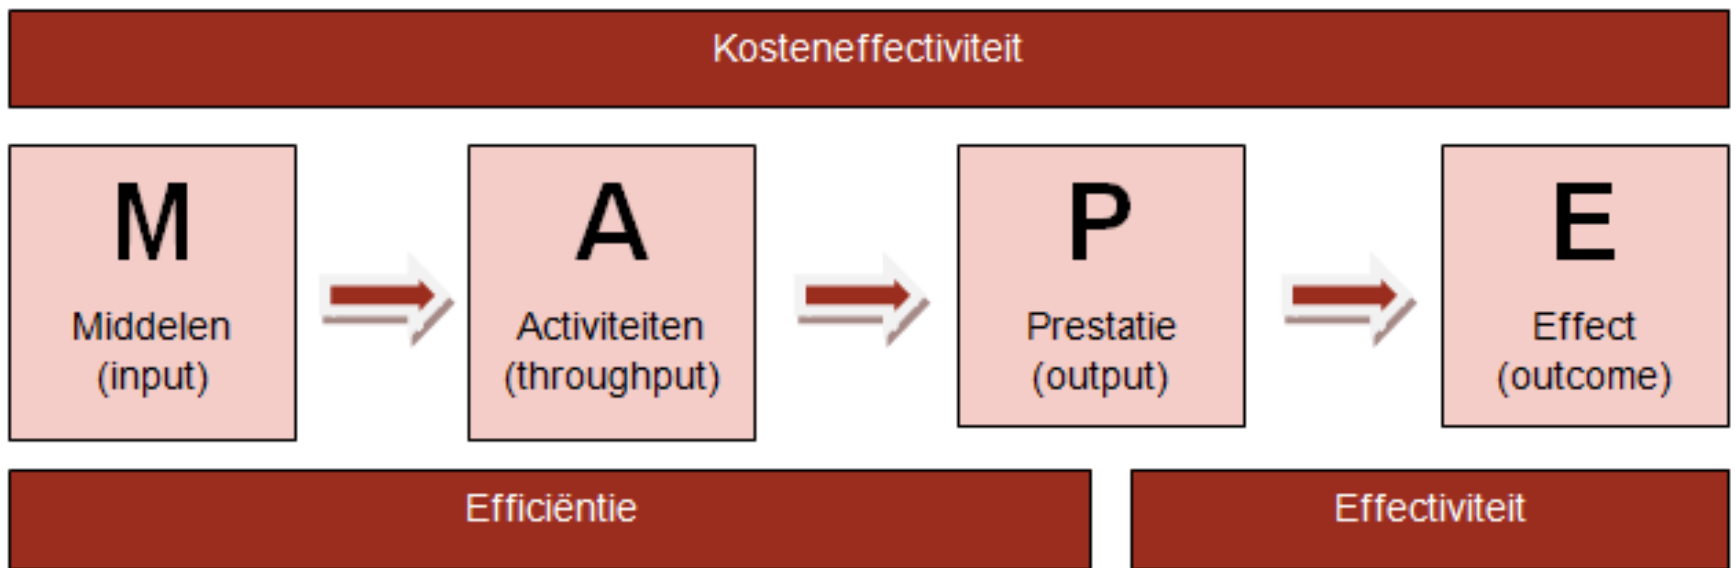 Kosteneffectiviteit
M
Middelen
(input)
A
Activiteiten
(throughput)
P
Prestatie
(output)
E
Effect
(outcome)
Efficiëntie
Effectiviteit